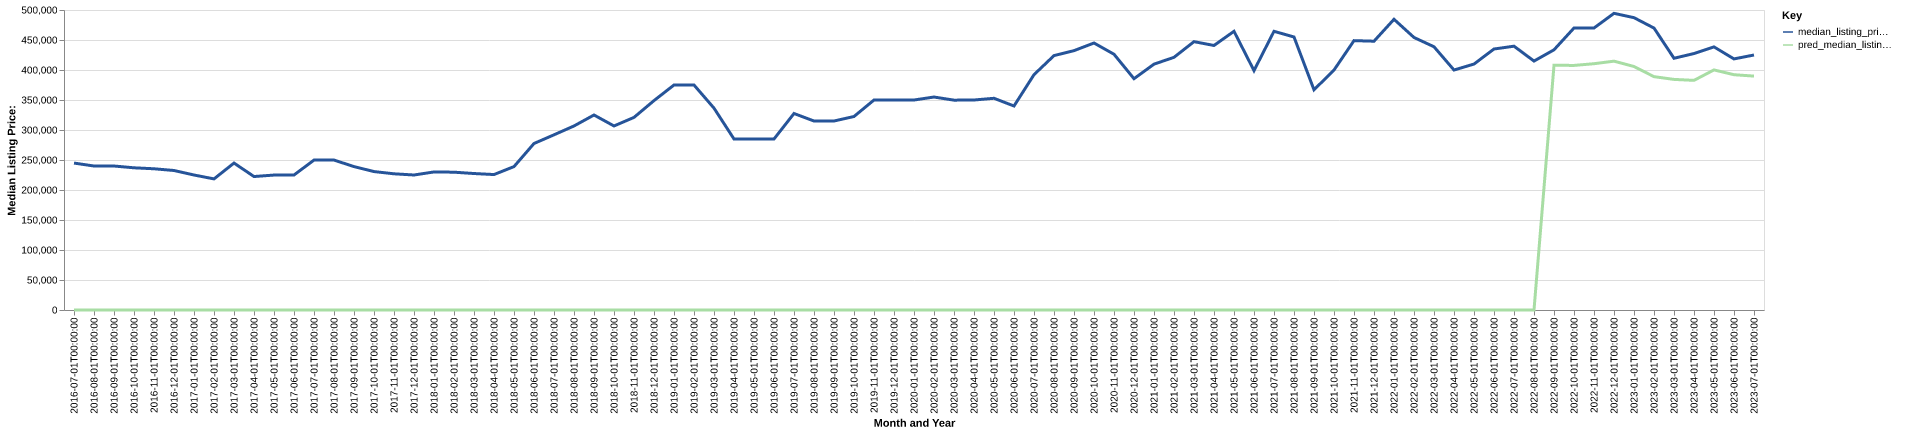 500,000
450,000
400,000
350,000
300,000
250,000
200,000
150,000
100,000
50,000
0
Median Listing Price:
2016-07-01T00:00:00
2016-08-01T00:00:00
2016-09-01T00:00:00
2016-10-01T00:00:00
2016-11-01T00:00:00
2016-12-01T00:00:00
2017-01-01T00:00:00
2017-02-01T00:00:00
2017-03-01T00:00:00
2017-04-01T00:00:00
2017-05-01T00:00:00
2017-06-01T00:00:00
2017-07-01T00:00:00
2017-08-01T00:00:00
2017-09-01T00:00:00
2017-10-01T00:00:00
2017-11-01T00:00:00
2017-12-01T00:00:00
2018-01-01T00:00:00
2018-02-01T00:00:00
2018-03-01T00:00:00
2018-04-01T00:00:00
2018-05-01T00:00:00
2018-06-01T00:00:00
2018-07-01T00:00:00
2018-08-01T00:00:00
2018-09-01T00:00:00
2018-10-01T00:00:00
2018-11-01T00:00:00
2018-12-01T00:00:00
2019-01-01T00:00:00
2019-02-01T00:00:00
2019-03-01T00:00:00
2019-04-01T00:00:00
2019-05-01T00:00:00
2019-06-01T00:00:00
2019-07-01T00:00:00
2019-08-01T00:00:00
2019-09-01T00:00:00
2019-10-01T00:00:00
2019-11-01T00:00:00
2019-12-01T00:00:00
2020-01-01T00:00:00
2020-02-01T00:00:00
2020-03-01T00:00:00
2020-04-01T00:00:00
2020-05-01T00:00:00
2020-06-01T00:00:00
2020-07-01T00:00:00
2020-08-01T00:00:00
2020-09-01T00:00:00
2020-10-01T00:00:00
2020-11-01T00:00:00
2020-12-01T00:00:00
2021-01-01T00:00:00
2021-02-01T00:00:00
2021-03-01T00:00:00
2021-04-01T00:00:00
2021-05-01T00:00:00
2021-06-01T00:00:00
2021-07-01T00:00:00
2021-08-01T00:00:00
2021-09-01T00:00:00
2021-10-01T00:00:00
2021-11-01T00:00:00
2021-12-01T00:00:00
2022-01-01T00:00:00
2022-02-01T00:00:00
2022-03-01T00:00:00
2022-04-01T00:00:00
2022-05-01T00:00:00
2022-06-01T00:00:00
2022-07-01T00:00:00
2022-08-01T00:00:00
2022-09-01T00:00:00
2022-10-01T00:00:00
2022-11-01T00:00:00
2022-12-01T00:00:00
2023-01-01T00:00:00
2023-02-01T00:00:00
2023-03-01T00:00:00
2023-04-01T00:00:00
2023-05-01T00:00:00
2023-06-01T00:00:00
2023-07-01T00:00:00
Month and Year
Key
median_listing_pri…
pred_median_listin…